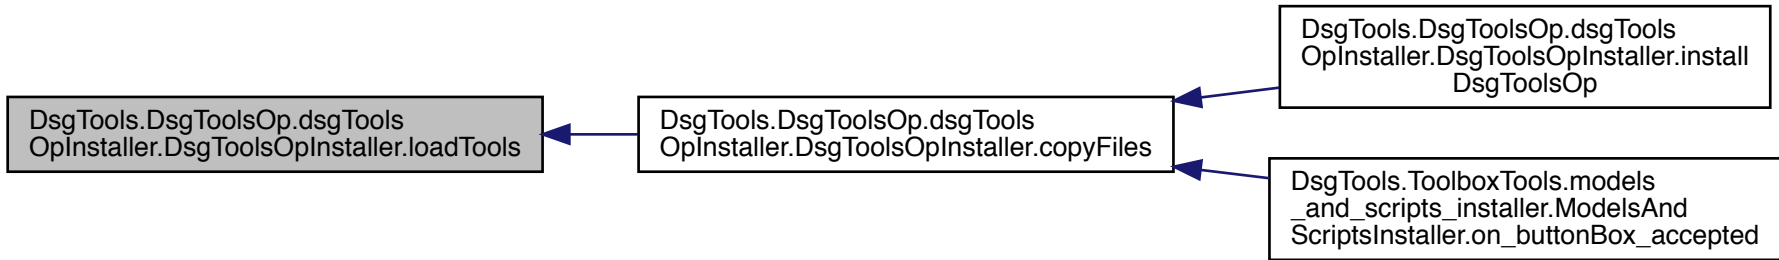 DsgTools.DsgToolsOp.dsgTools
OpInstaller.DsgToolsOpInstaller.loadTools
DsgTools.DsgToolsOp.dsgTools
OpInstaller.DsgToolsOpInstaller.copyFiles
DsgTools.DsgToolsOp.dsgTools
OpInstaller.DsgToolsOpInstaller.install
DsgToolsOp
DsgTools.ToolboxTools.models
_and_scripts_installer.ModelsAnd
ScriptsInstaller.on_buttonBox_accepted